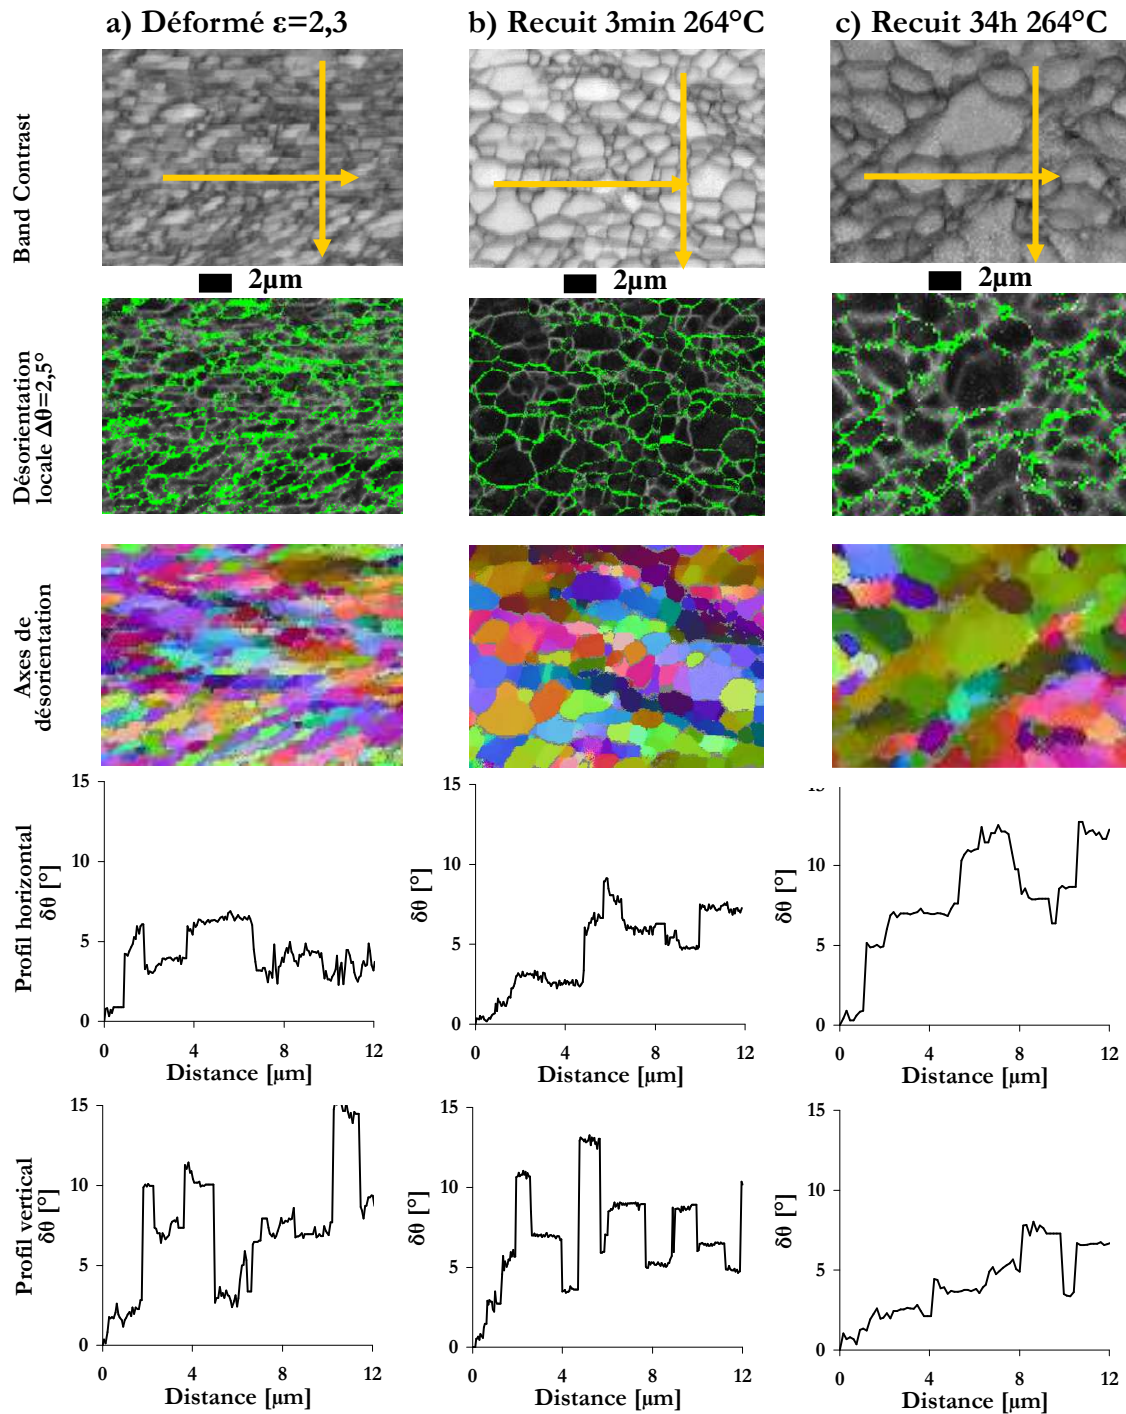 a) Déformé ε=2,3
b) Recuit 3min 264°C
c) Recuit 34h 264°C
Band Contrast
2µm
2µm
2µm
Désorientation
locale Δθ=2,5°
Axes de
désorientation
Profil horizontal
δθ [°]
15
10
5
0
0 4 8 12
Distance [µm]
δθ [°]
15
10
5
0
0 4 8 12
Distance [µm]
δθ [°]
15
10
5
0
0 4 8 12
Distance [µm]
Profil vertical
δθ [°]
15
10
5
0
0 4 8 12
Distance [µm]
δθ [°]
15
10
5
0
0 4 8 12
Distance [µm]
δθ [°]
15
10
5
0
0 4 8 12
Distance [µm]